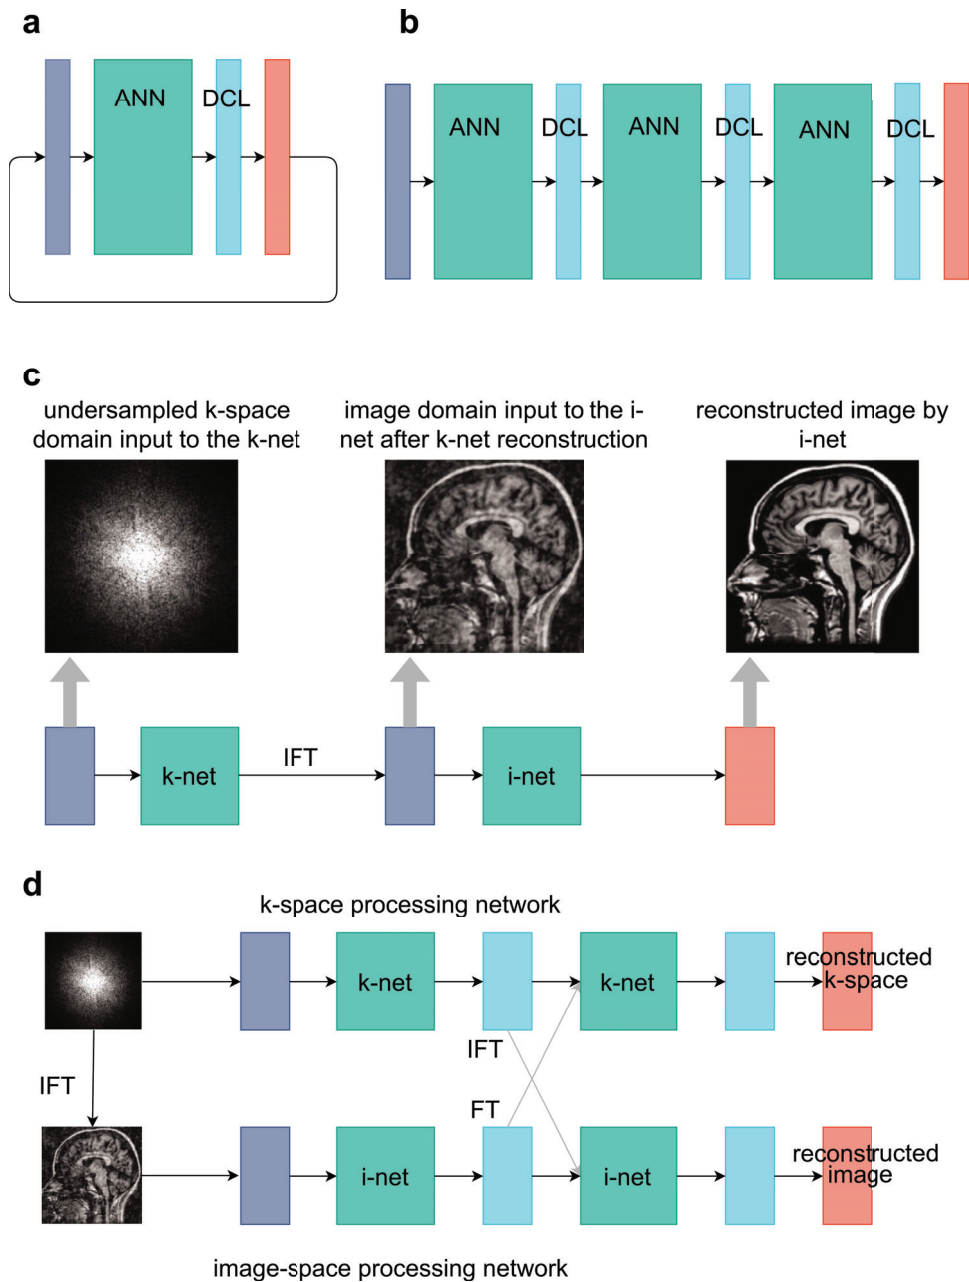 a
ANN
DCL
b
ANN
DCL
ANN
DCL
ANN
DCL
c
undersampled k-space
domain input to the k-net
image domain input to the i-
net after k-net reconstruction
reconstructed image by
i-net
k-net
IFT
i-net
d
k-space processing network
k-net
k-net
reconstructed
k-space
IFT
IFT
FT
i-net
i-net
reconstructed
image
image-space processing network